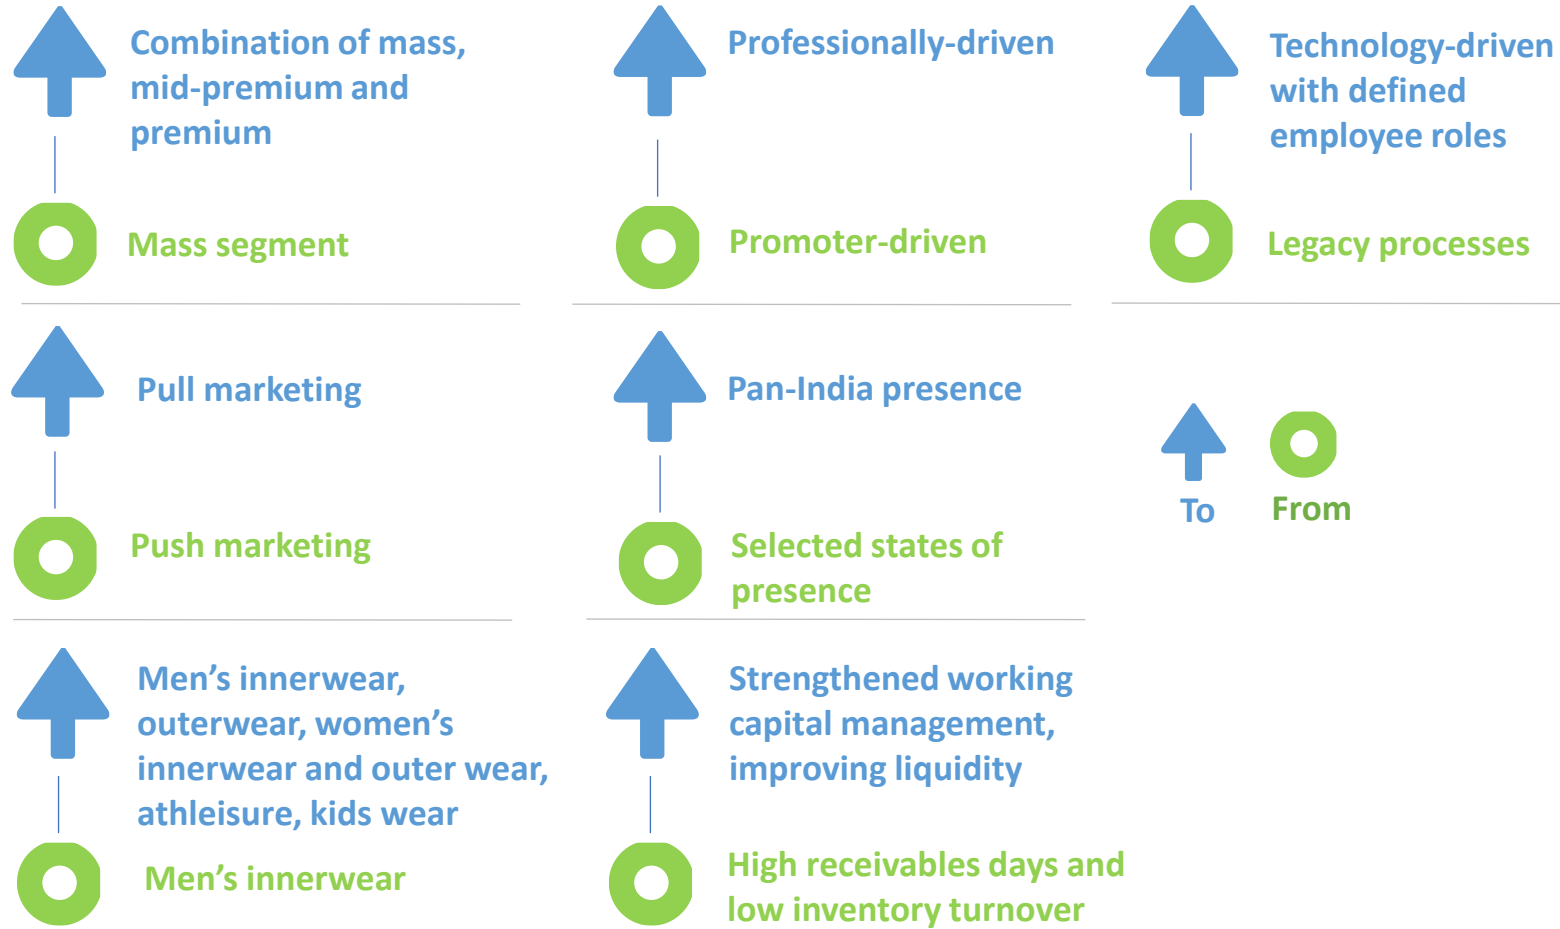 Combination of mass,
mid-premium and
premium
Mass segment
Professionally-driven
Promoter-driven
Technology-driven
with defined
employee roles
Legacy processes
Pull marketing
Push marketing
Pan-India presence
Selected states of
presence
To
From
Men’s innerwear,
outerwear, women’s
innerwear and outer wear,
athleisure, kids wear
Men’s innerwear
Strengthened working
capital management,
improving liquidity
High receivables days and
low inventory turnover